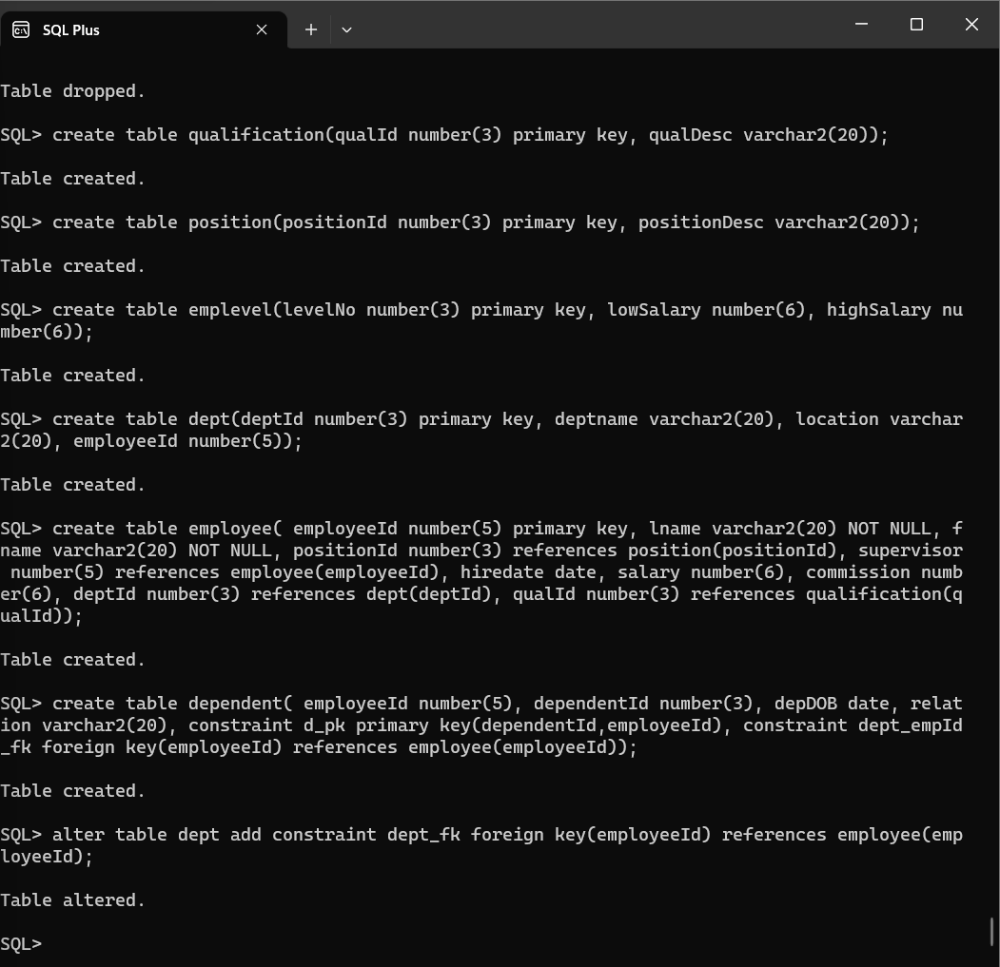 SQL Plus
Table dropped.
SQL> create table qualification(qualId number(3) primary key, qualDesc varchar2(20));
Table created.
SQL> create table position(positionId number(3) primary key, positionDesc varchar2(20));
Table created.
SQL> create table emplevel(levelNo number(3) primary key, lowSalary number(6), highSalary nu
mber(6));
Table created.
SQL> create table dept(deptId number(3) primary key, deptname varchar2(20), location varchar
2(20), employeeId number(5));
Table created.
SQL> create table employee( employeeId number(5) primary key, lname varchar2(20) NOT NULL, f
name varchar2(20) NOT NULL, positionId number(3) references position(positionId), supervisor
 number(5) references employee(employeeId), hiredate date, salary number(6), commission numb
er(6), deptId number(3) references dept(deptId), qualId number(3) references qualification(q
ualId));
Table created.
SQL> create table dependent( employeeId number(5), dependentId number(3), depDOB date, relat
ion varchar2(20), constraint d_pk primary key(dependentId,employeeId), constraint dept_empId
_fk foreign key(employeeId) references employee(employeeId));
Table created.
SQL> alter table dept add constraint dept_fk foreign key(employeeId) references employee(emp
loyeeId);
Table altered.
SQL>